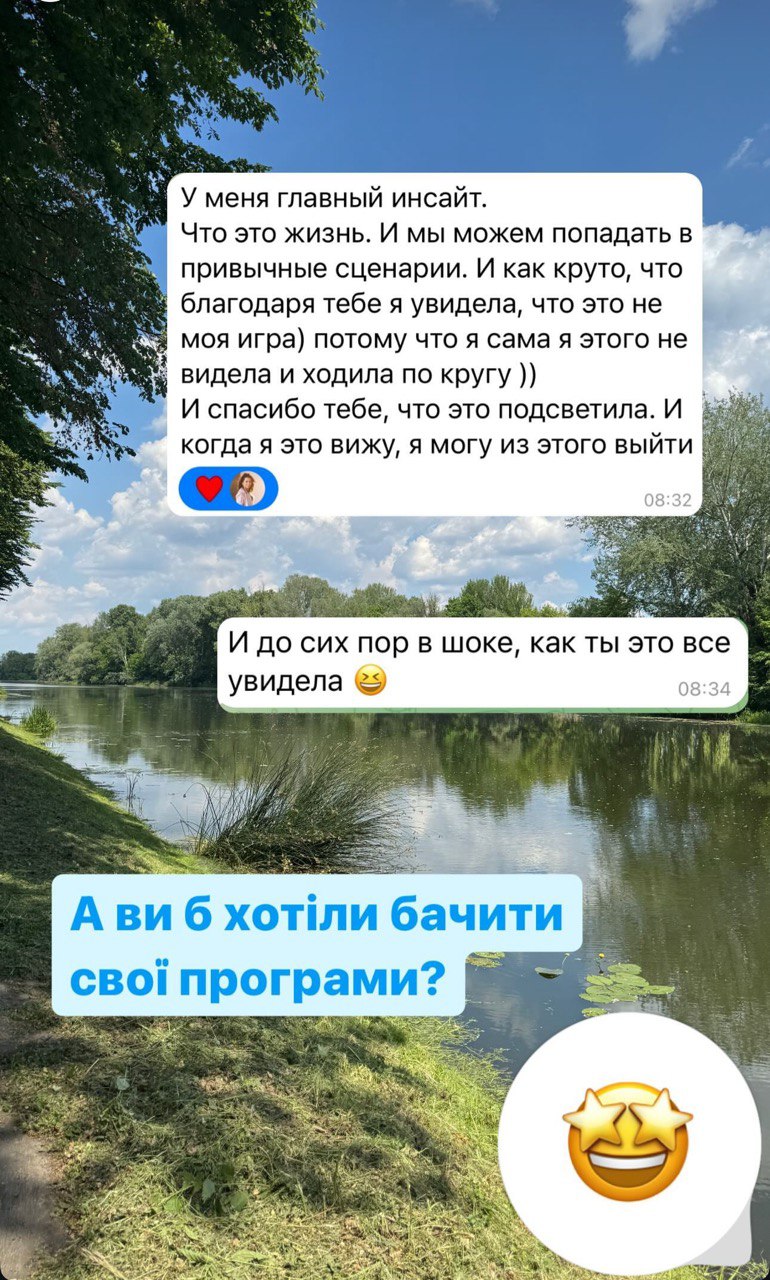 У меня главный инсайт.
Что это жизнь. И мы можем попадать в
привычные сценарии. И как круто, что
благодаря тебе я увидела, что это не
моя игра) потому что я сама я этого не
видела и ходила по кругу ))
И спасибо тебе, что это подсветила. И
когда я это вижу, я могу из этого выйти
08:32
И до сих пор в шоке, как ты это все
увидела 😆
08:34
А ви б хотіли бачити
свої програми?